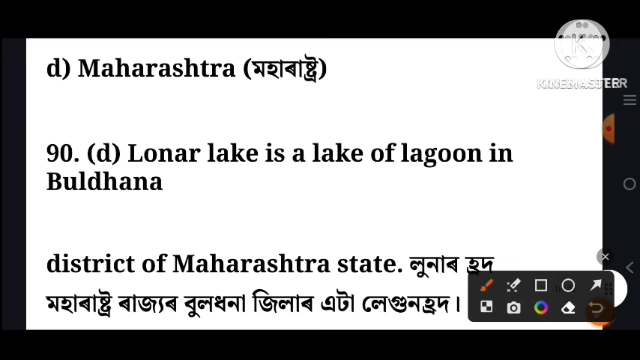 d) Maharashtra (মহাৰাষ্ট্ৰ)
KINEMASTER
90. (d) Lonar lake is a lake of lagoon in
Buldhana
district of Maharashtra state. লুনাৰ হ্ৰদ
মহাৰাষ্ট্ৰ ৰাজ্যৰ বুলধনা জিলাৰ এটা লেগুনহ্ৰদ।